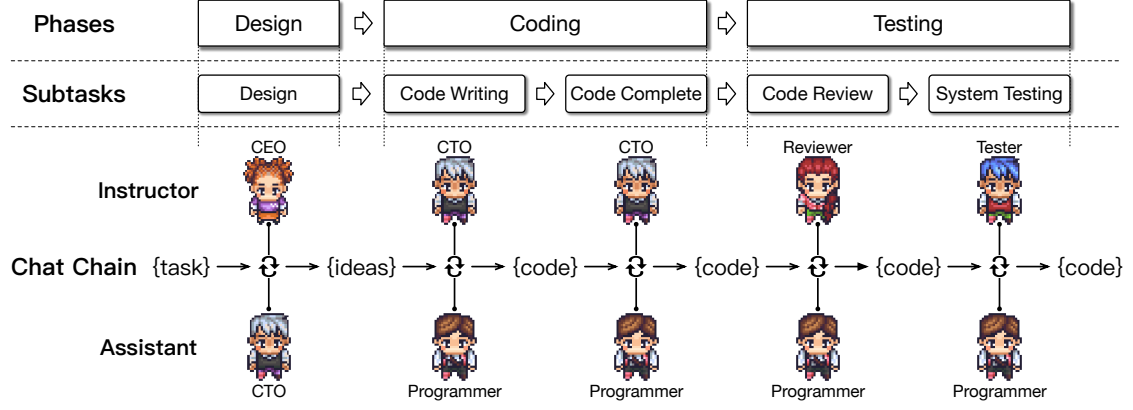 Phases Design Coding Testing
Subtasks Design Code Writing Code Complete Code Review System Testing
CEO CTO CTO Reviewer Tester
Instructor
Chat Chain {task} {ideas} {code} {code} {code} {code}
Assistant
CTO Programmer Programmer Programmer Programmer